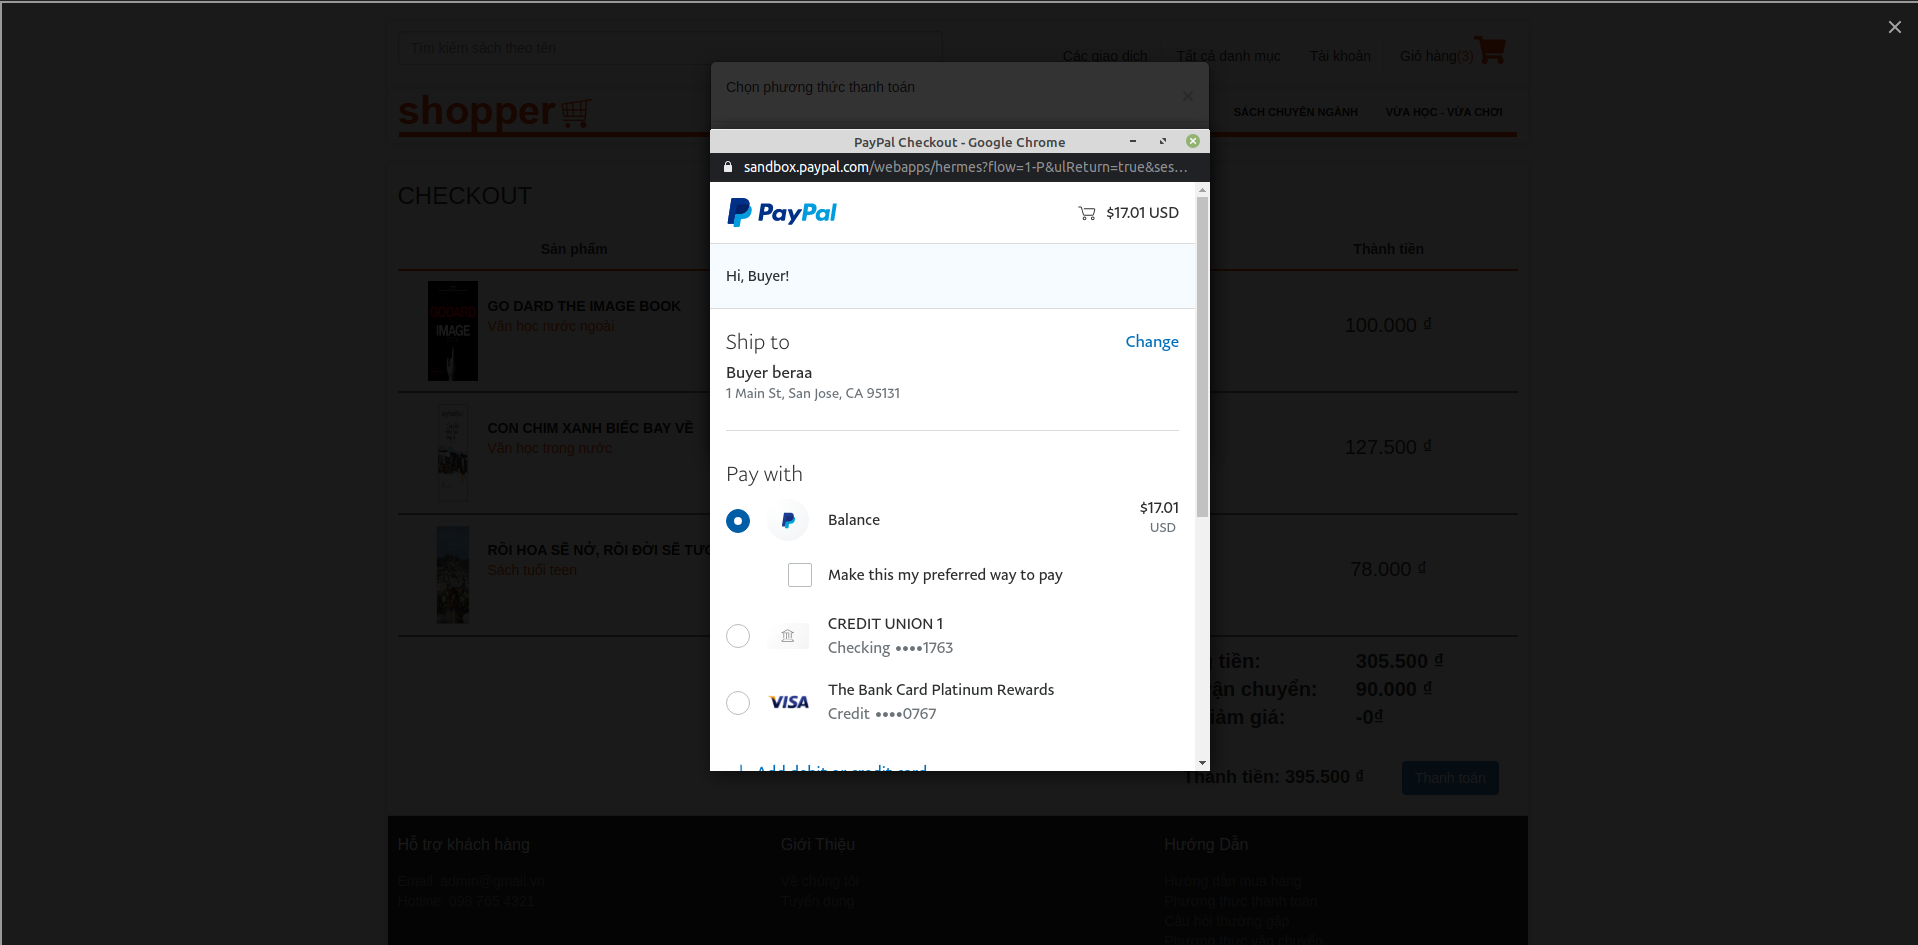 Tìm kiếm sách theo tên
Các giao dịch
Tất cả danh mục
Tài khoản
Giỏ hàng(3)
Chọn phương thức thanh toán
shopper
SÁCH CHUYÊN NGÀNH
VỪA HỌC - VỪA CHƠI
PayPal Checkout - Google Chrome
sandbox.paypal.com/webapps/hermes?flow=1-P&ulReturn=true&ses...
PayPal
$17.01 USD
CHECKOUT
Sản phẩm
Thành tiền
Hi, Buyer!
GO DARD THE IMAGE BOOK
Văn học nước ngoài
GODARD
IMAGE
100.000 ₫
Ship to
Change
Buyer beraa
1 Main St, San Jose, CA 95131
CON CHIM XANH BIẾC BAY VỀ
Văn học trong nước
127.500 ₫
Pay with
Balance
$17.01
USD
RỒI HOA SẼ NỞ, RỒI ĐỜI SẼ
Sách tuổi teen
78.000 ₫
Make this my preferred way to pay
CREDIT UNION 1
Checking ••••1763
tiền:
305.500 ₫
chuyển:
90.000 ₫
giá:
-0₫
VISA
The Bank Card Platinum Rewards
Credit ••••0767
Add debit or credit card
Thành tiền: 395.500 ₫
Thanh toán
Hỗ trợ khách hàng
Giới Thiệu
Hướng Dẫn
Email: admin@gmail.vn
Về chúng tôi
Hướng dẫn mua hàng
Hotline: 098 765 4321
Tuyển dụng
Phương thức thanh toán
Câu hỏi thường gặp
Phương thức vận chuyển